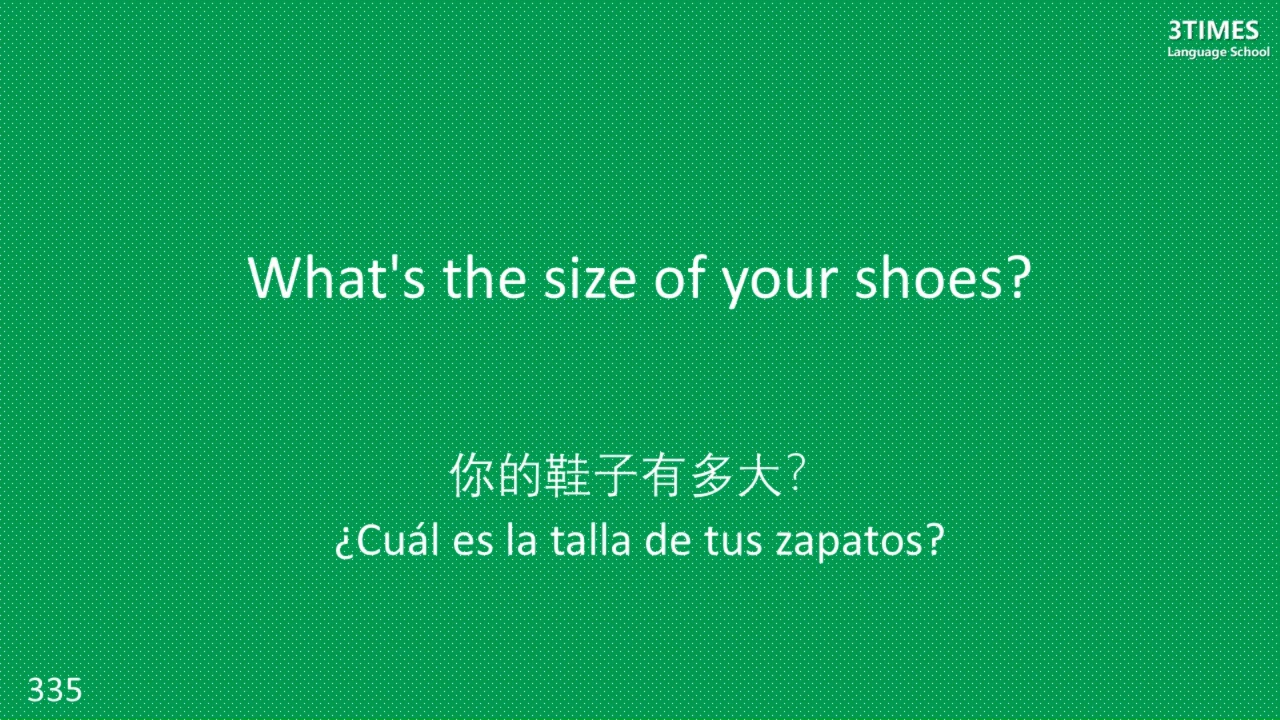 3TIMES
Language School
What's the size of your shoes?
你的鞋子有多大?
¿Cuál es la talla de tus zapatos?
335